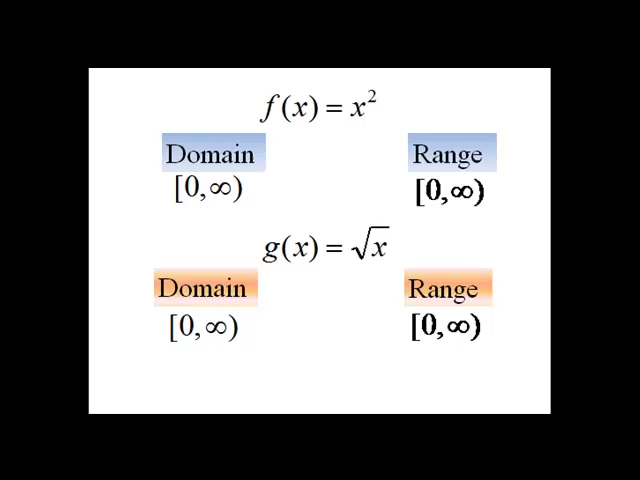 f(x) = x²
Domain Range
[0,∞) [0,∞)
g(x) = √x
Domain Range
[0,∞) [0,∞)